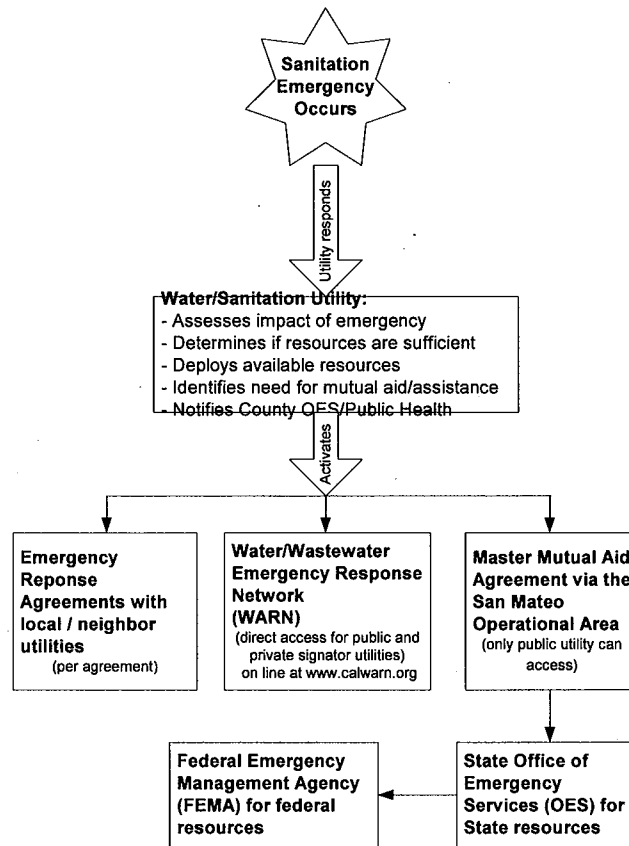 Sanitation
Emergency
Occurs
Utility responds
Water/Sanitation Utility:
- Assesses impact of emergency
- Determines if resources are sufficient
- Deploys available resources
- Identifies need for mutual aid/assistance
- Notifies County OES/Public Health
Activates
Emergency
Reponse
Agreements with
local / neighbor
utilities
(per agreement)
Water/Wastewater
Emergency Response
Network
(WARN)
(direct access for public and
private signator utilities)
on line at www.calwarn.org
Master Mutual Aid
Agreement via the
San Mateo
Operational Area
(only public utility can
access)
Federal Emergency
Management Agency
(FEMA) for federal
resources
State Office of
Emergency
Services (OES) for
State resources